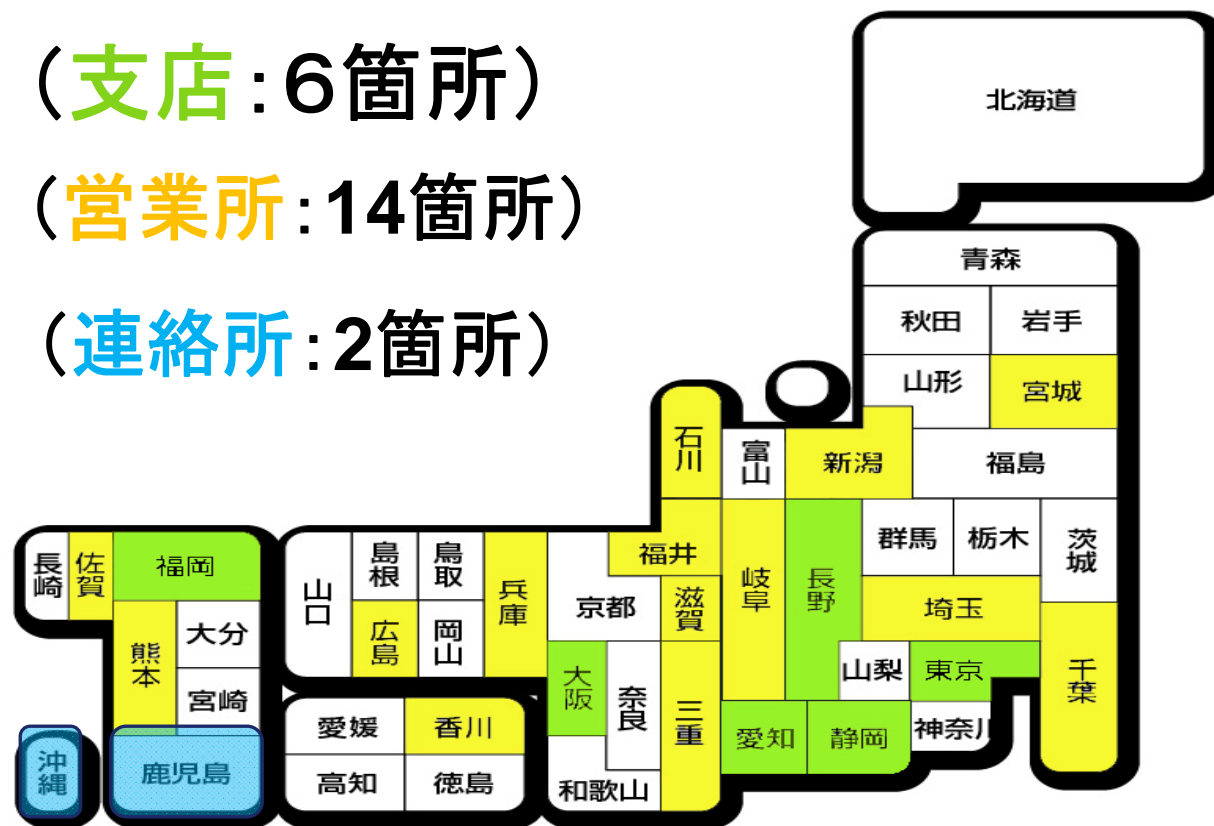 （支店：６箇所）
（営業所：14箇所）
（連絡所：2箇所）
北海道
青森
秋田
岩手
山形
宮城
石川
富山
新潟
福島
長崎
佐賀
福岡
山口
島根
鳥取
兵庫
福井
岐阜
長野
群馬
栃木
茨城
熊本
大分
広島
岡山
京都
滋賀
埼玉
宮崎
大阪
奈良
三重
山梨
東京
千葉
愛媛
香川
愛知
静岡
神奈川
沖縄
鹿児島
高知
徳島
和歌山